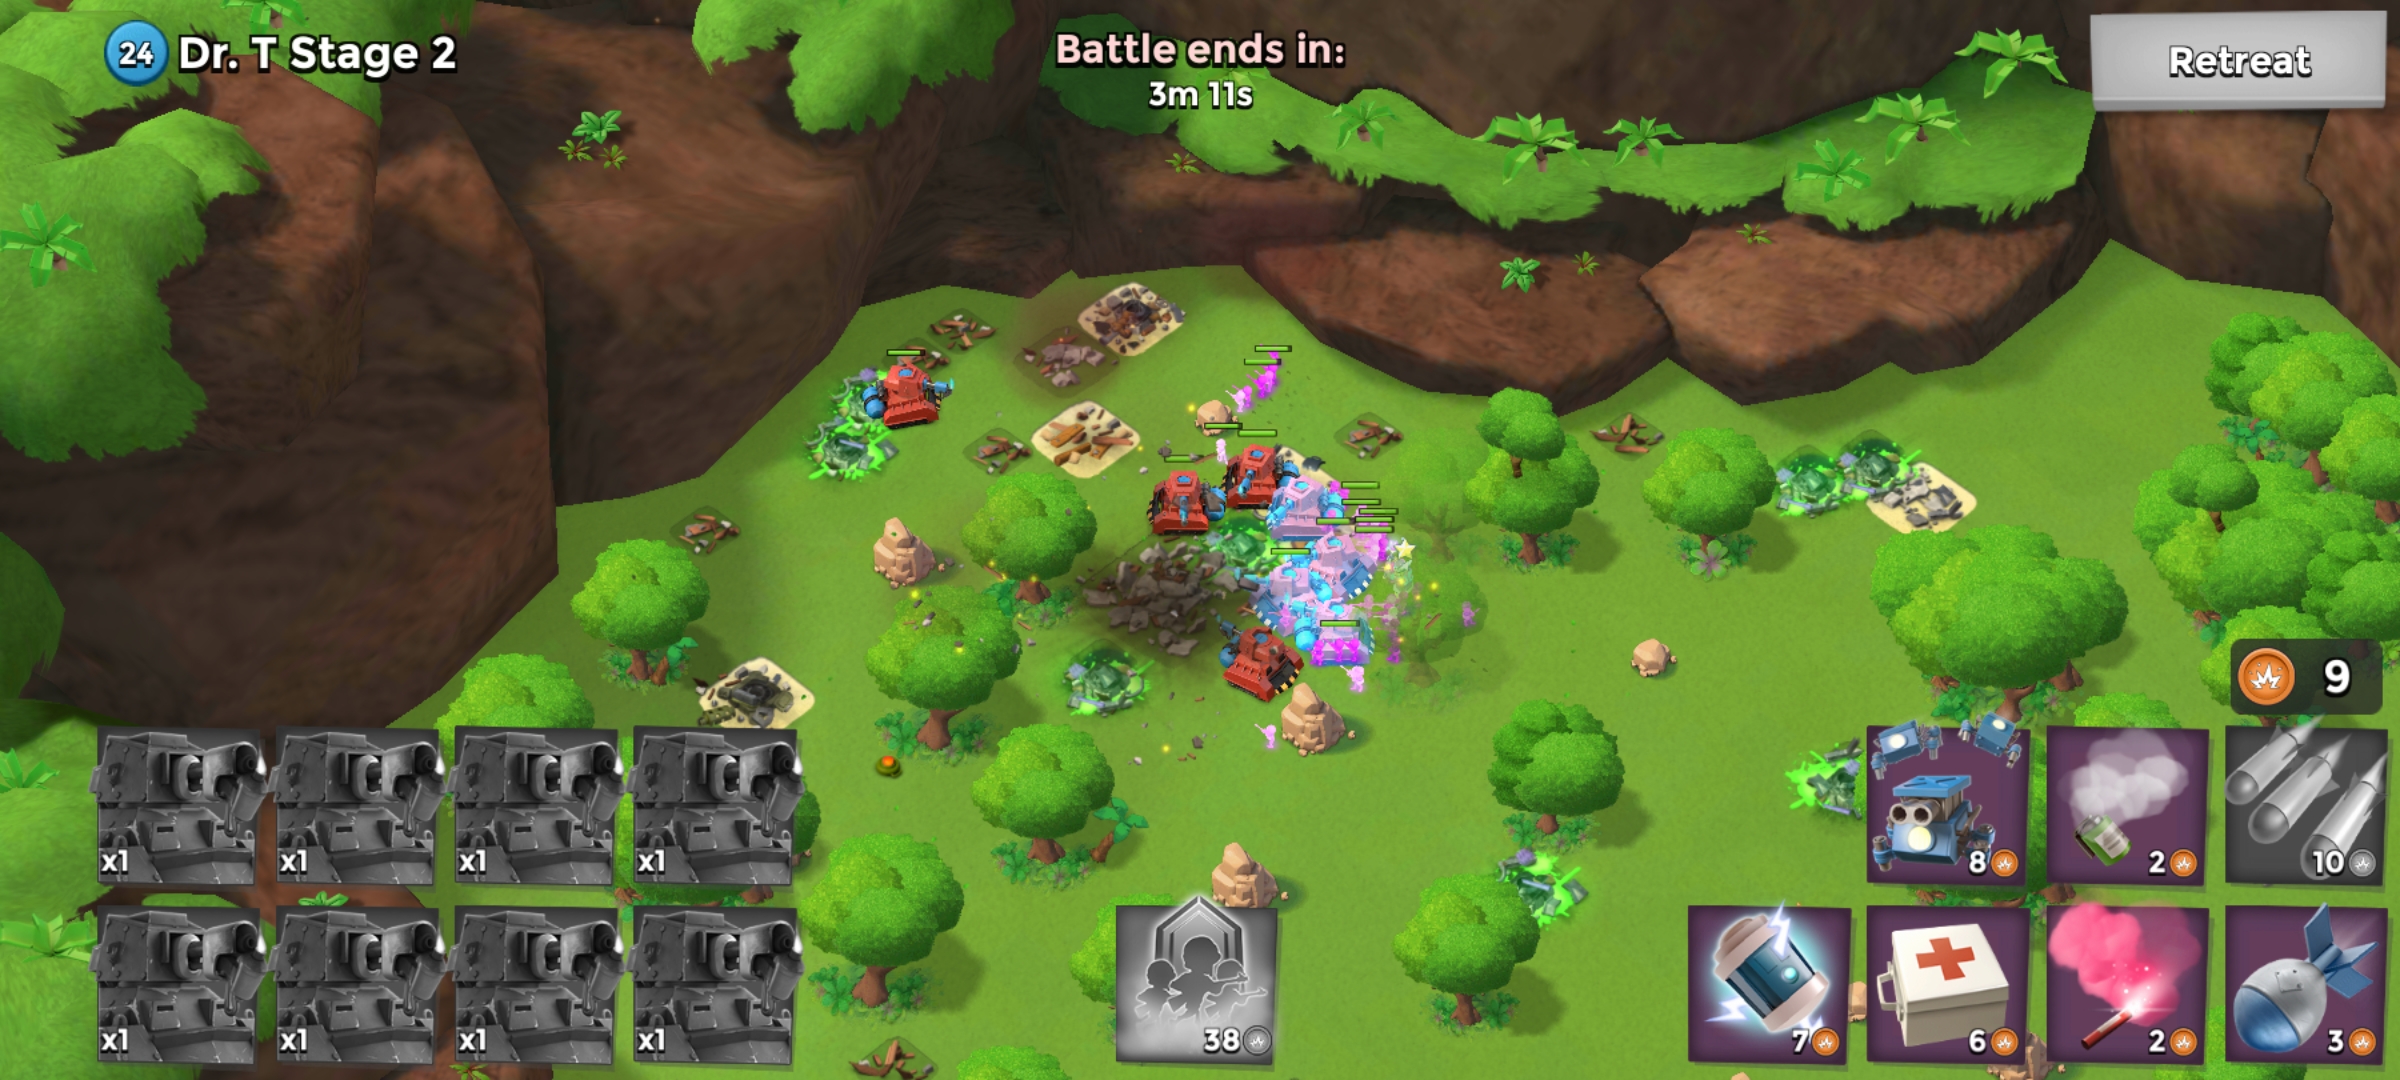 24 Dr. T Stage 2
Battle ends in:
3m 11s
Retreat
9
x1 x1 x1 x1
8 2 10
x1 x1 x1 x1
38
7 6 2 3